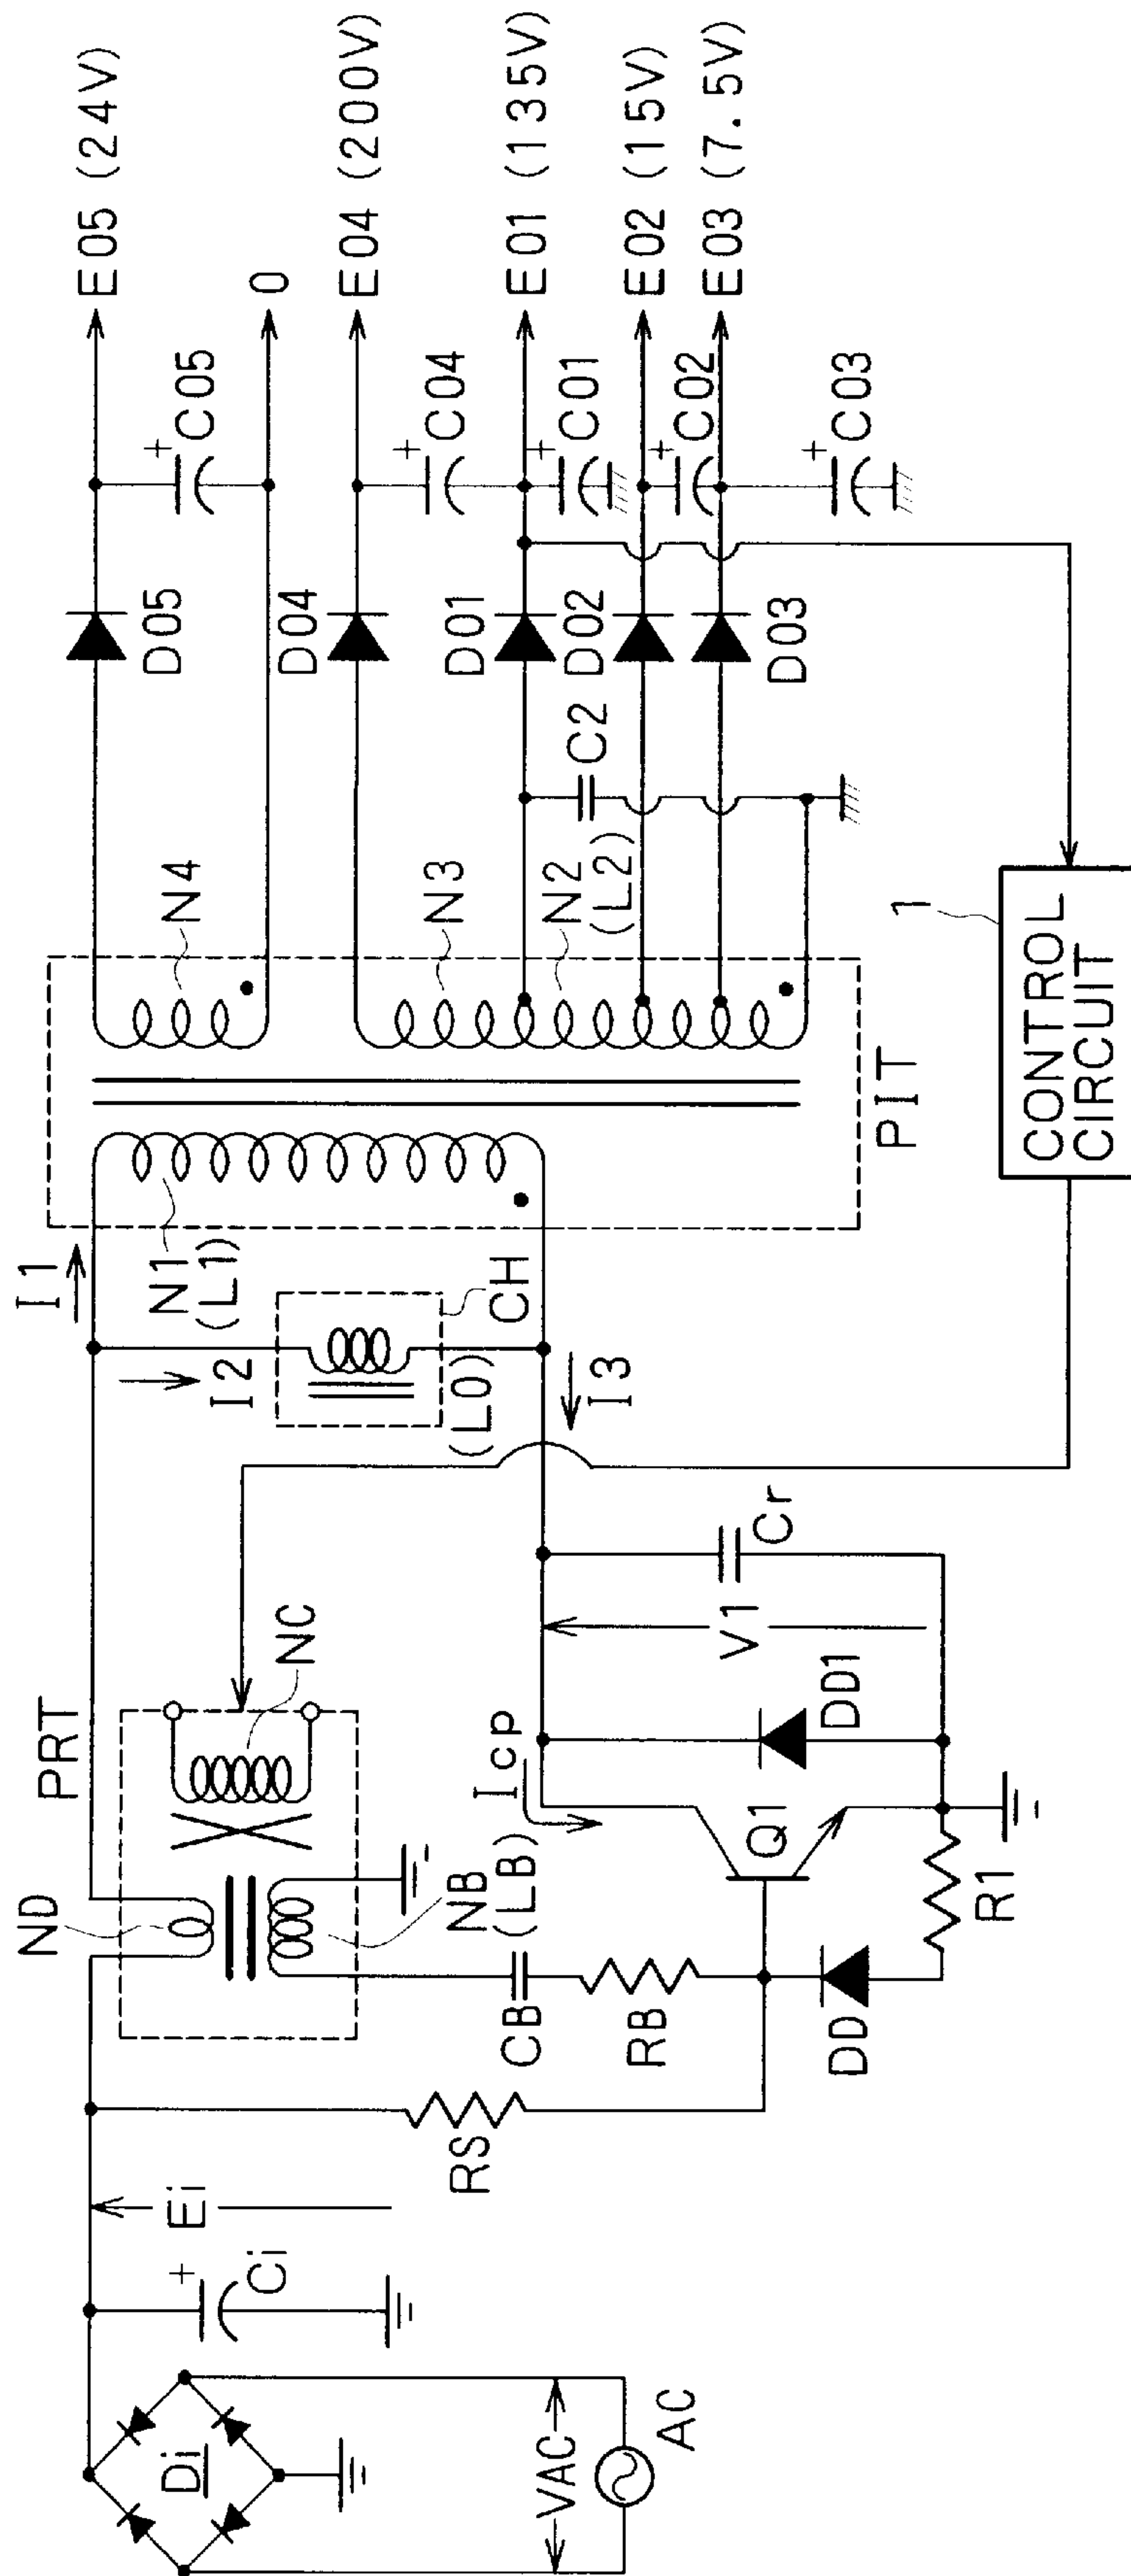 E05 (24V)
0
E04 (200V)
E01 (135V)
E02 (15V)
E03 (7.5V)
+
C05
+
C04
+
C01
+
C02
+
C03
D05
D04
D01
D02
D03
C2
N4
N3
N2
(L2)
1
CONTROL
CIRCUIT
PIT
I1
N1
(L1)
I2
CH
(L0)
I3
PRT
ND
NC
NB
(LB)
Icp
V1
Cr
DD1
Q1
R1
CB
RB
DD
RS
Ei
+
Ci
Di
VAC
AC